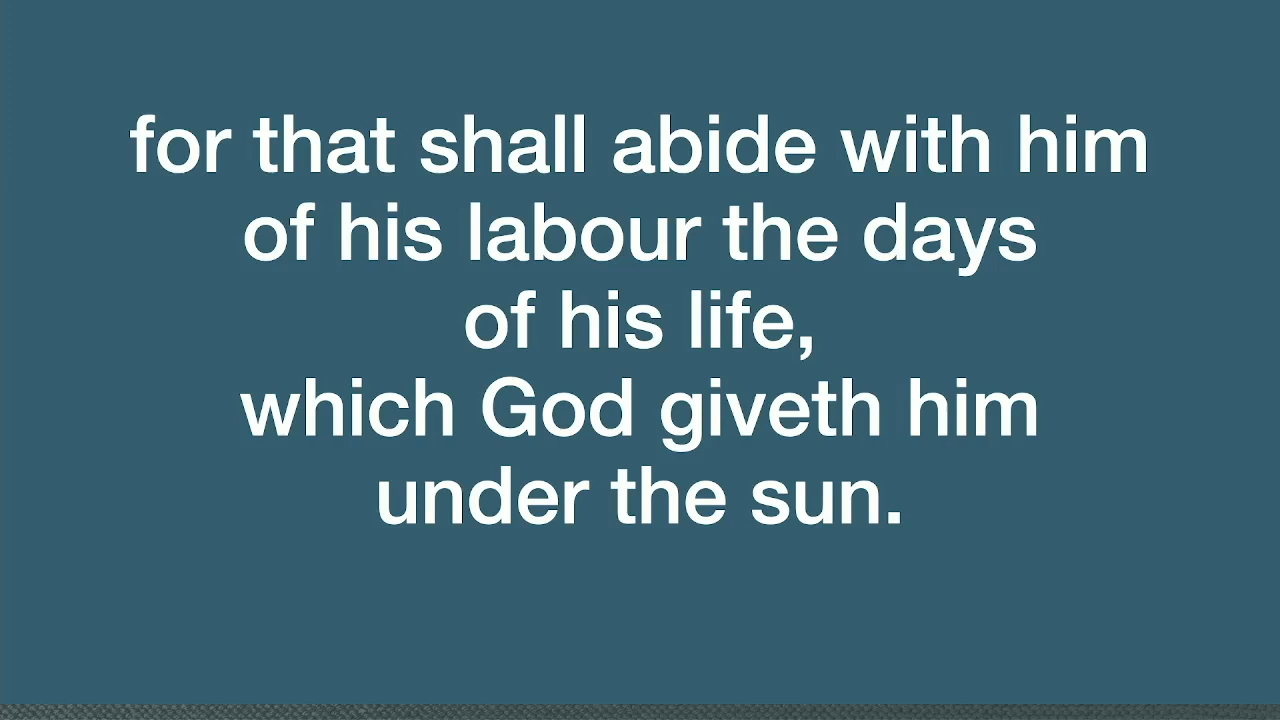 for that shall abide with him
of his labour the days
of his life,
which God giveth him
under the sun.